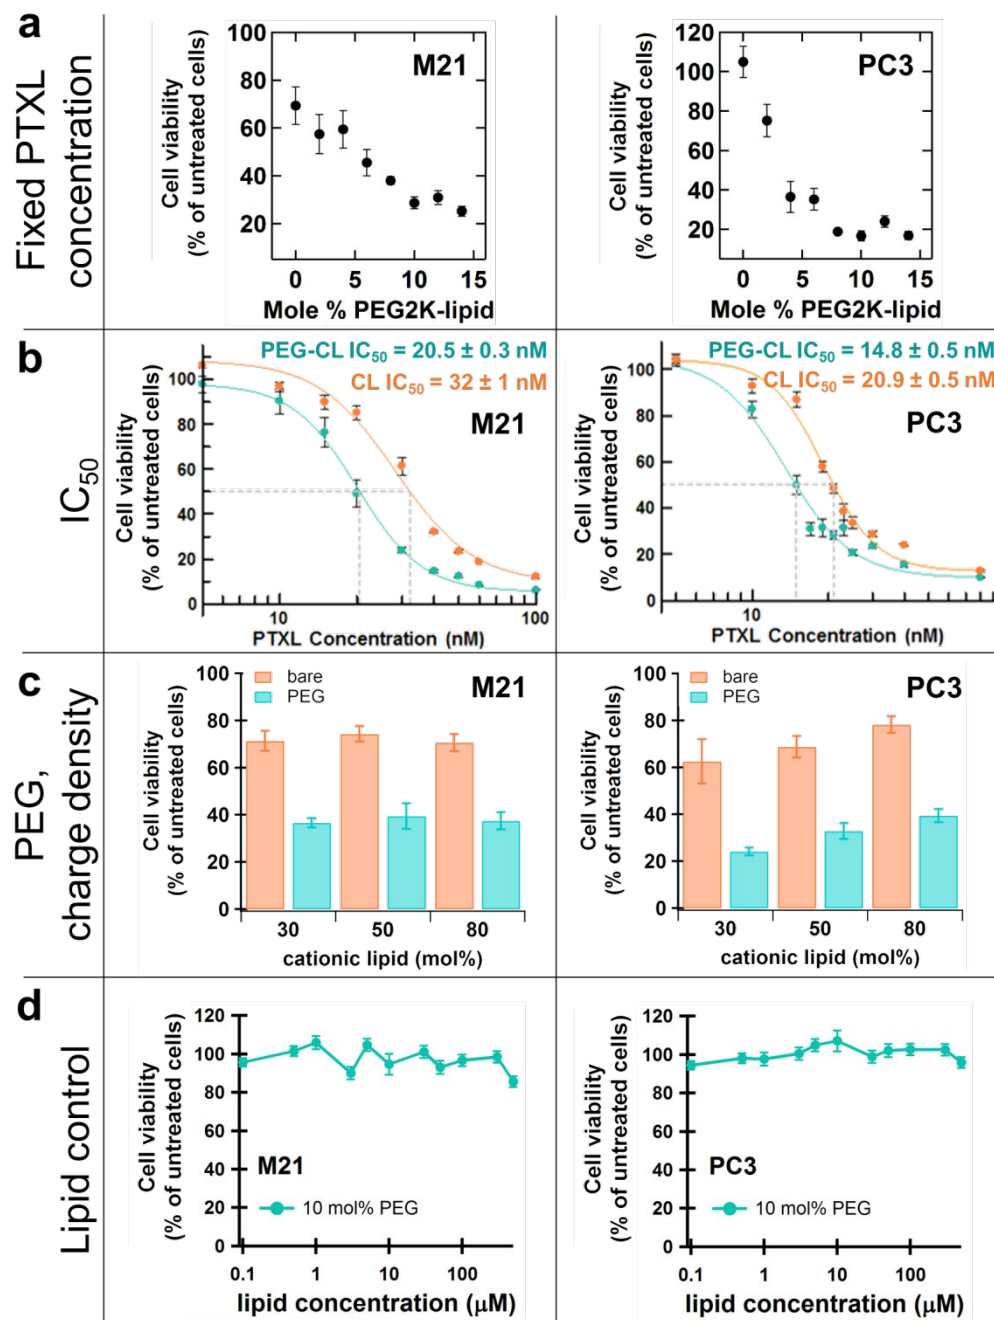 a
Fixed PTXL
concentration
Cell viability
(% of untreated cells)
100
80
60
40
20
M21
0
5
10
15
Mole % PEG2K-lipid
Cell viability
(% of untreated cells)
120
100
80
60
40
20
PC3
0
5
10
15
Mole % PEG2K-lipid
b
IC50
Cell viability
(% of untreated cells)
100
80
60
40
20
0
PEG-CL IC50 = 20.5 ± 0.3 nM
CL IC50 = 32 ± 1 nM
M21
10
100
PTXL Concentration (nM)
Cell viability
(% of untreated cells)
100
80
60
40
20
0
PEG-CL IC50 = 14.8 ± 0.5 nM
CL IC50 = 20.9 ± 0.5 nM
PC3
10
PTXL Concentration (nM)
c
PEG,
charge density
Cell viability
(% of untreated cells)
100
80
60
40
20
0
bare
PEG
M21
30
50
80
cationic lipid (mol%)
Cell viability
(% of untreated cells)
100
80
60
40
20
0
bare
PEG
PC3
30
50
80
cationic lipid (mol%)
d
Lipid control
Cell viability
(% of untreated cells)
120
100
80
60
40
20
0
M21
10 mol% PEG
0.1
1
10
100
lipid concentration (μM)
Cell viability
(% of untreated cells)
120
100
80
60
40
20
0
PC3
10 mol% PEG
0.1
1
10
100
lipid concentration (μM)